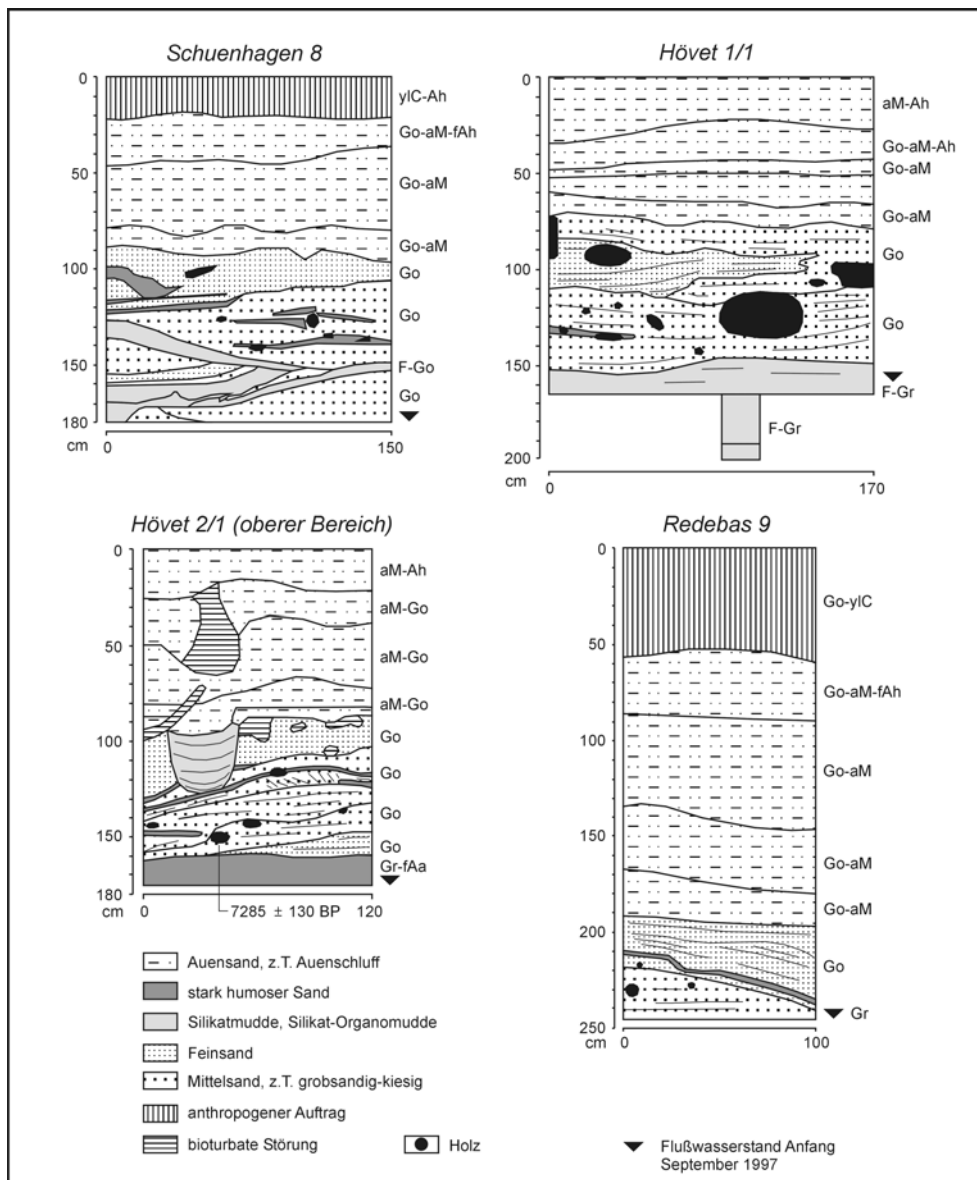 Schuenhagen 8
0
50
100
150
180
cm
0
150
ylC-Ah
Go-aM-fAh
Go-aM
Go-aM
Go
Go
F-Go
Go
Hövet 1/1
0
50
100
150
200
cm
0
170
aM-Ah
Go-aM-Ah
Go-aM
Go-aM
Go
Go
F-Gr
F-Gr
Hövet 2/1 (oberer Bereich)
0
50
100
150
180
cm
0
120
7285 ± 130 BP
aM-Ah
aM-Go
aM-Go
aM-Go
Go
Go
Go
Gr-fAa
Redebas 9
0
50
100
150
200
250
cm
0
100
Go-ylC
Go-aM-fAh
Go-aM
Go-aM
Go-aM
Go
Gr
Auensand, z.T. Auenschluff
stark humoser Sand
Silikatmudde, Silikat-Organomudde
Feinsand
Mittelsand, z.T. grobsandig-kiesig
anthropogener Auftrag
bioturbate Störung
Holz
Flußwasserstand Anfang
September 1997